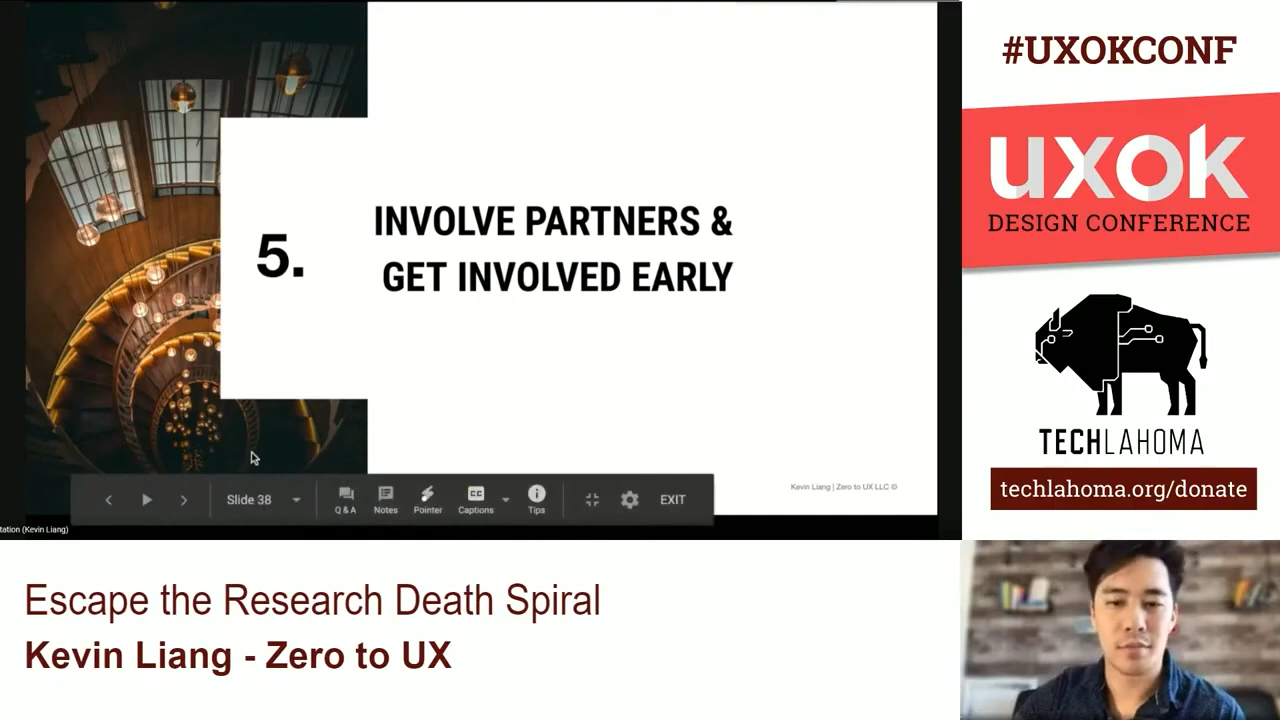 5.
INVOLVE PARTNERS &
GET INVOLVED EARLY
Slide 38
Q & A
Notes
Pointer
CC
Captions
Tips
EXIT
Kevin Liang | Zero to UX LLC ©
tation (Kevin Liang)
#UXOKCONF
uxok
DESIGN CONFERENCE
TECHLAHOMA
techlahoma.org/donate
Escape the Research Death Spiral
Kevin Liang - Zero to UX